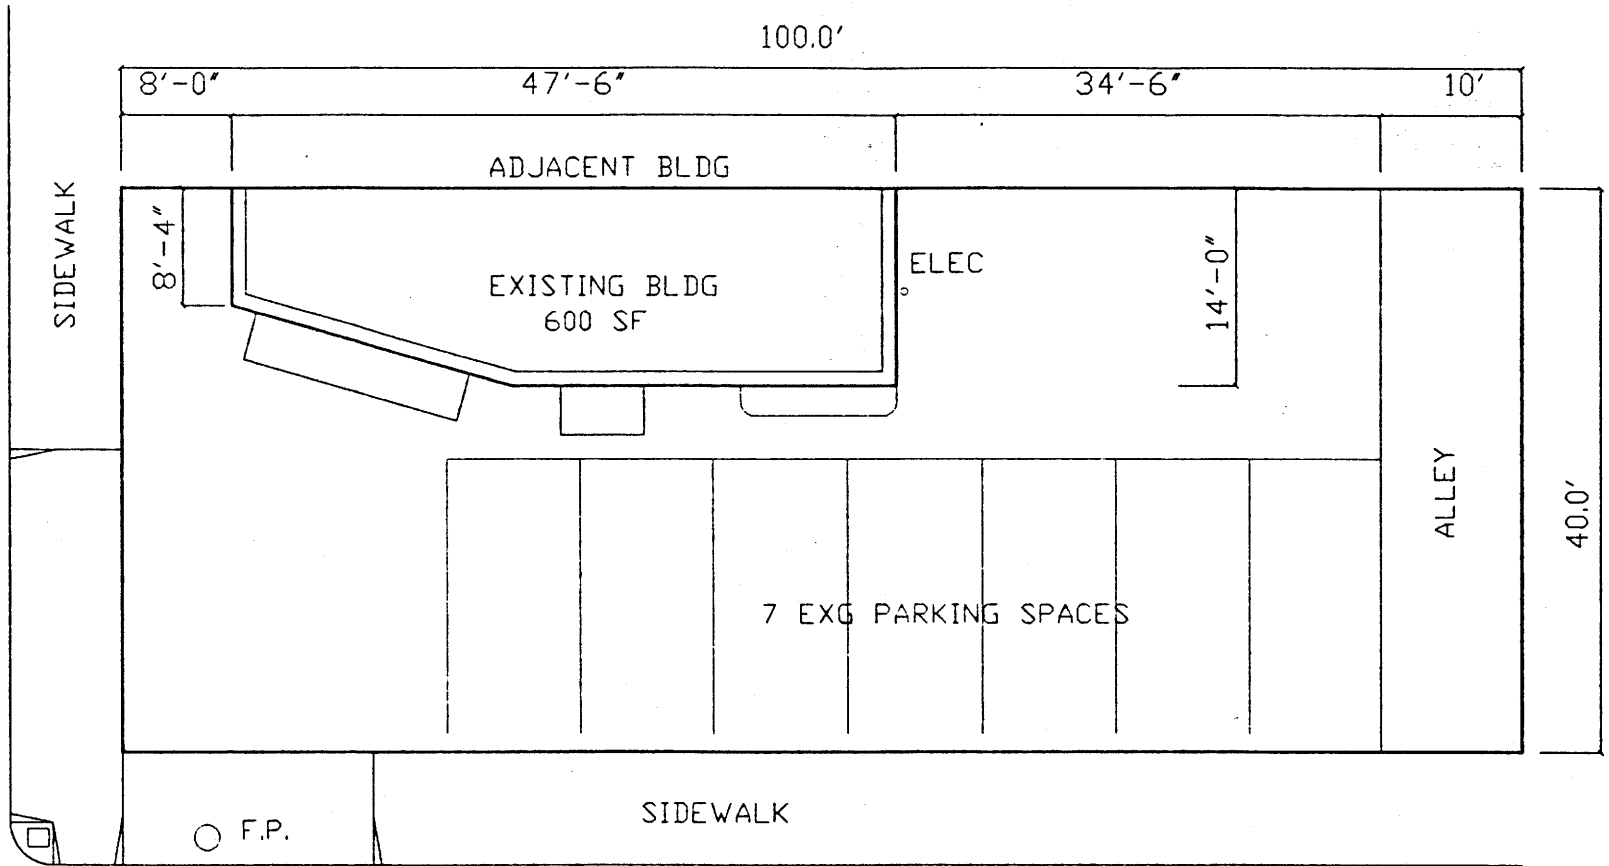 100.0'
8'-0" 47'-6" 34'-6" 10'
ADJACENT BLDG
SIDEWALK
8'-4"
EXISTING BLDG
600 SF
ELEC
14'-0"
ALLEY
40.0'
7 EXG PARKING SPACES
SIDEWALK
F.P.